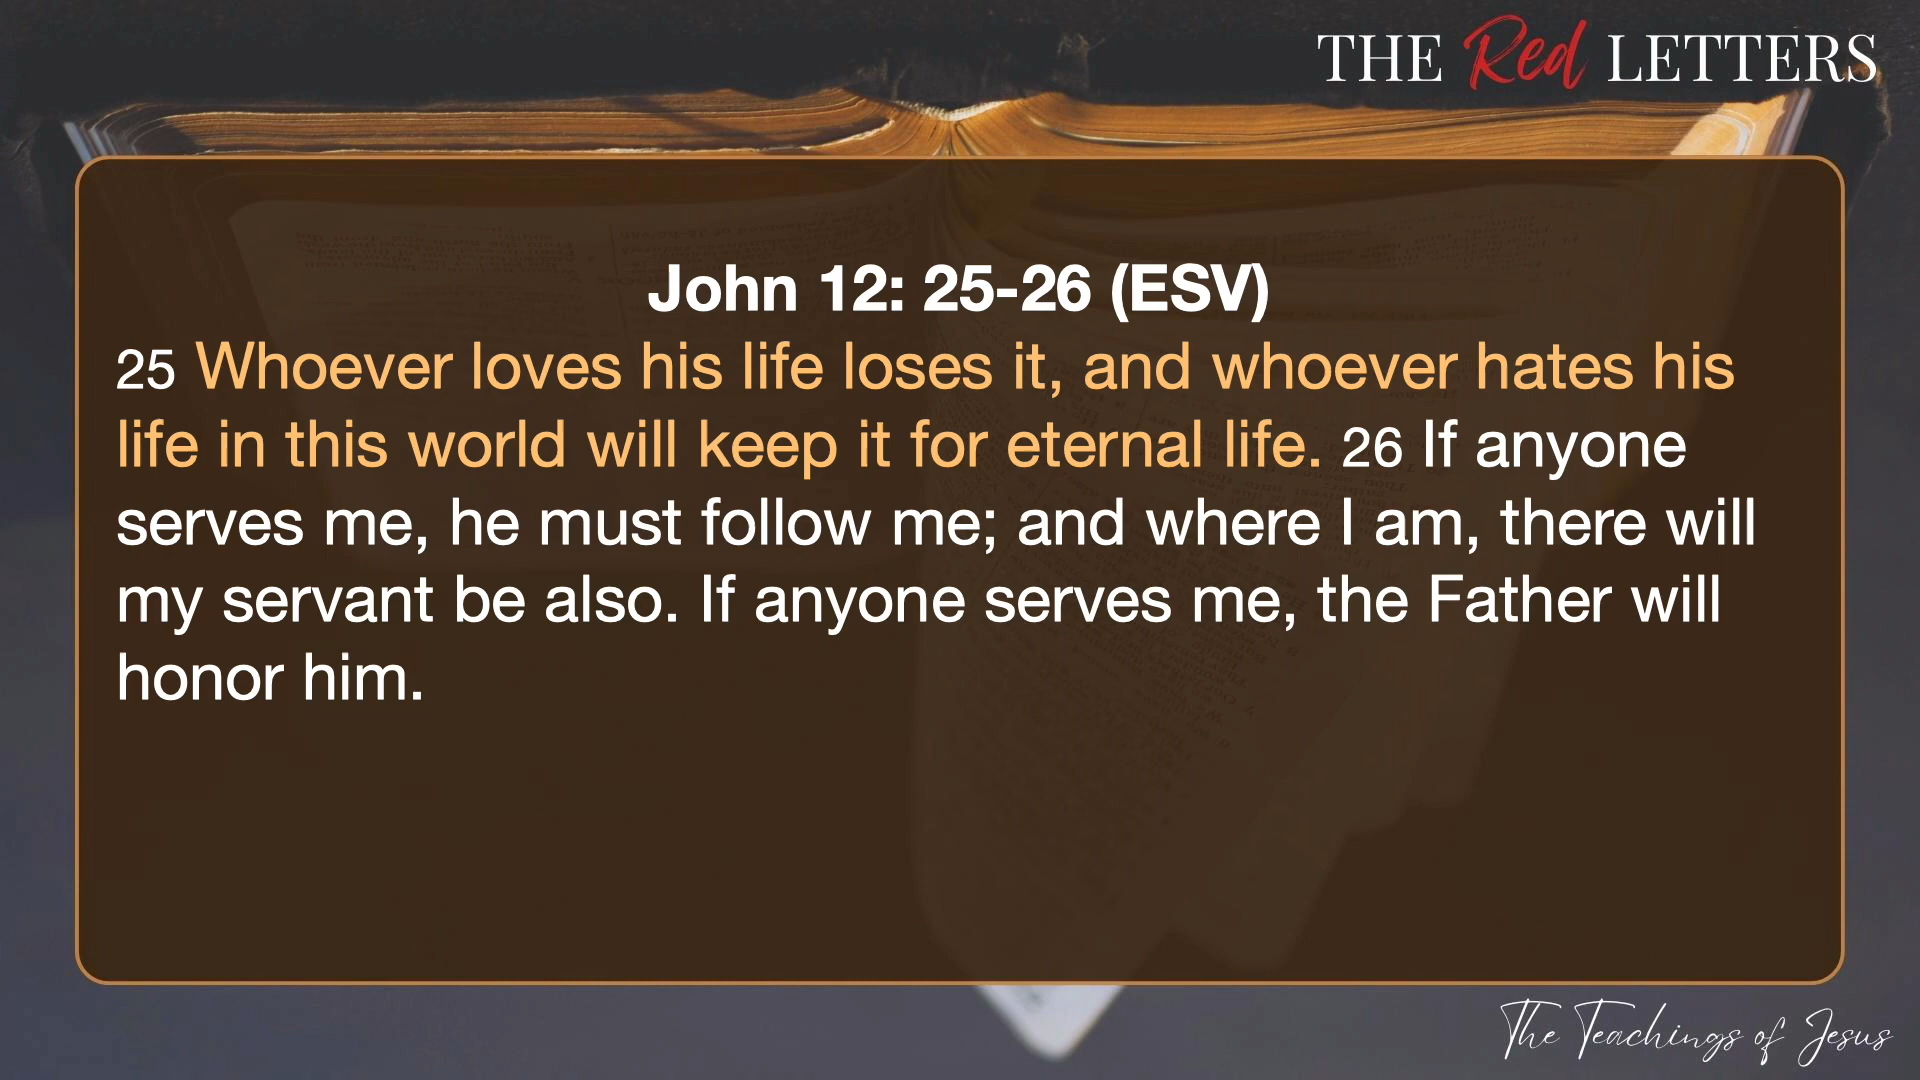 THE Red LETTERS
John 12: 25-26 (ESV)
25 Whoever loves his life loses it, and whoever hates his
life in this world will keep it for eternal life. 26 If anyone
serves me, he must follow me; and where I am, there will
my servant be also. If anyone serves me, the Father will
honor him.
The Teachings of Jesus